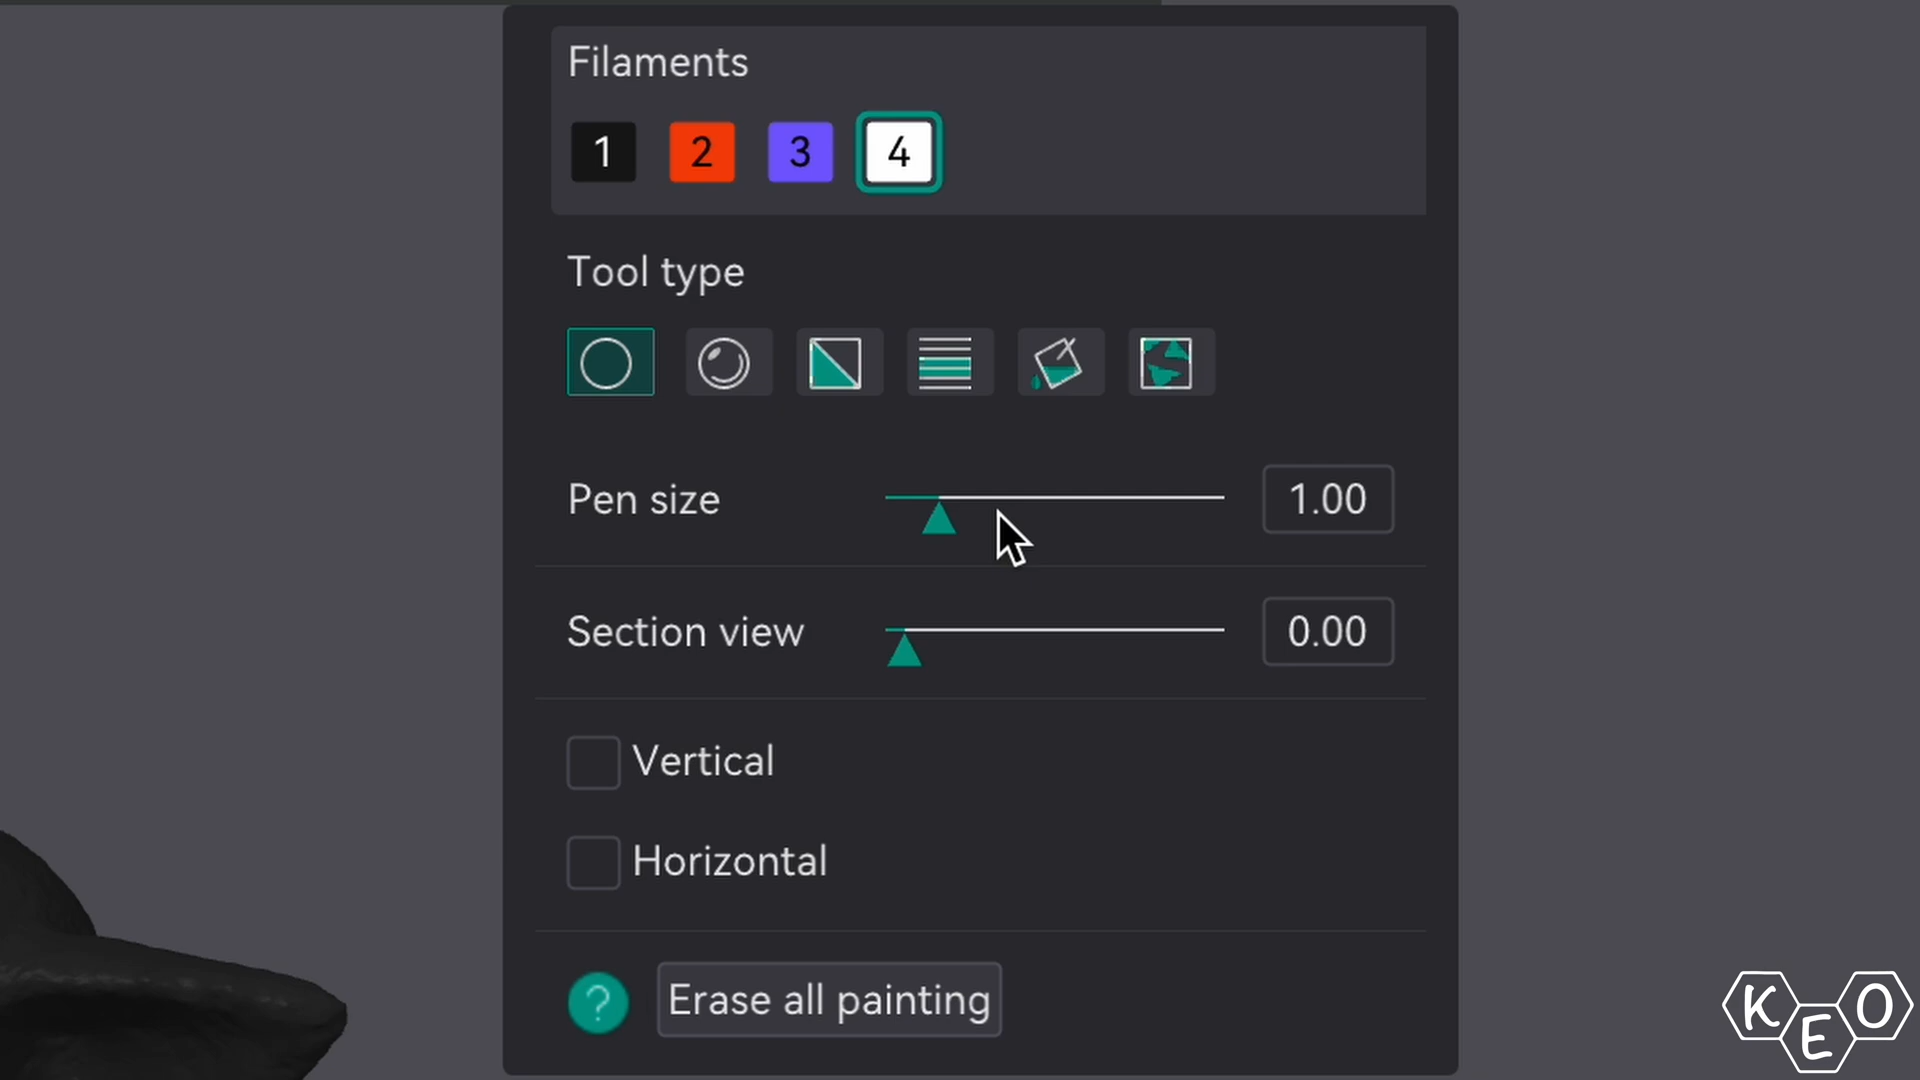 Filaments
1 2 3 4
Tool type
Pen size 1.00
Section view 0.00
Vertical
Horizontal
? Erase all painting
KEO